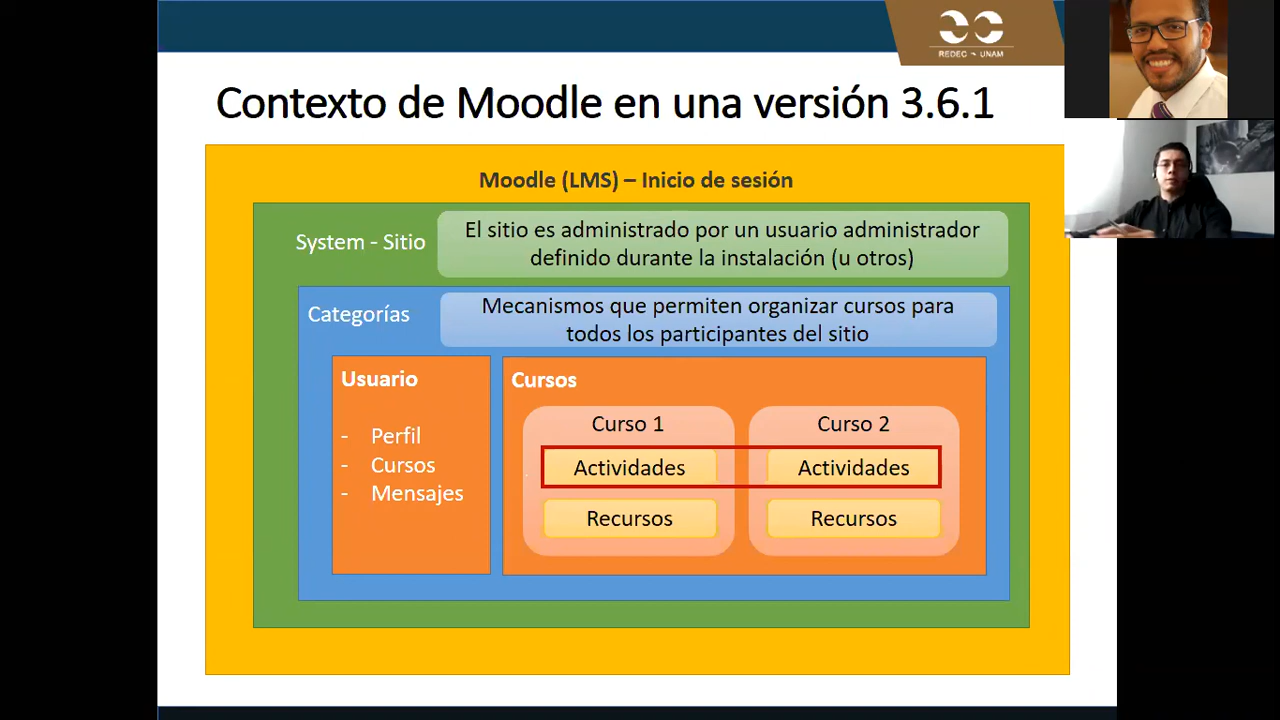 REDEC ¬ UNAM
Contexto de Moodle en una versión 3.6.1
Moodle (LMS) – Inicio de sesión
System - Sitio
El sitio es administrado por un usuario administrador
definido durante la instalación (u otros)
Categorías
Mecanismos que permiten organizar cursos para
todos los participantes del sitio
Usuario
- Perfil
- Cursos
- Mensajes
Cursos
Curso 1
Actividades
Recursos
Curso 2
Actividades
Recursos